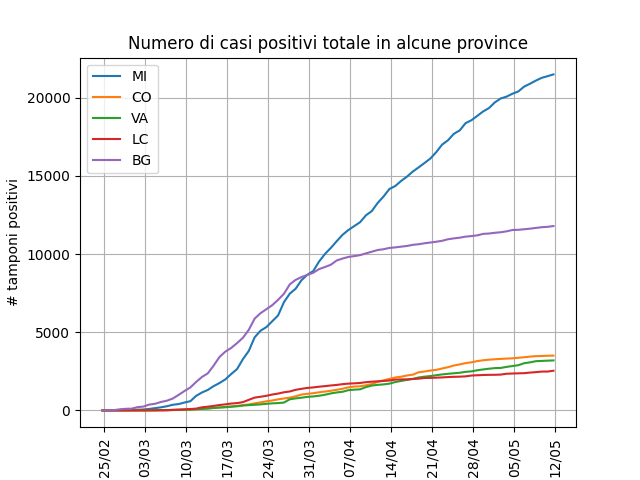 Numero di casi positivi totale in alcune province
MI
CO
VA
LC
BG
# tamponi positivi
20000
15000
10000
5000
0
25/02
03/03
10/03
17/03
24/03
31/03
07/04
14/04
21/04
28/04
05/05
12/05